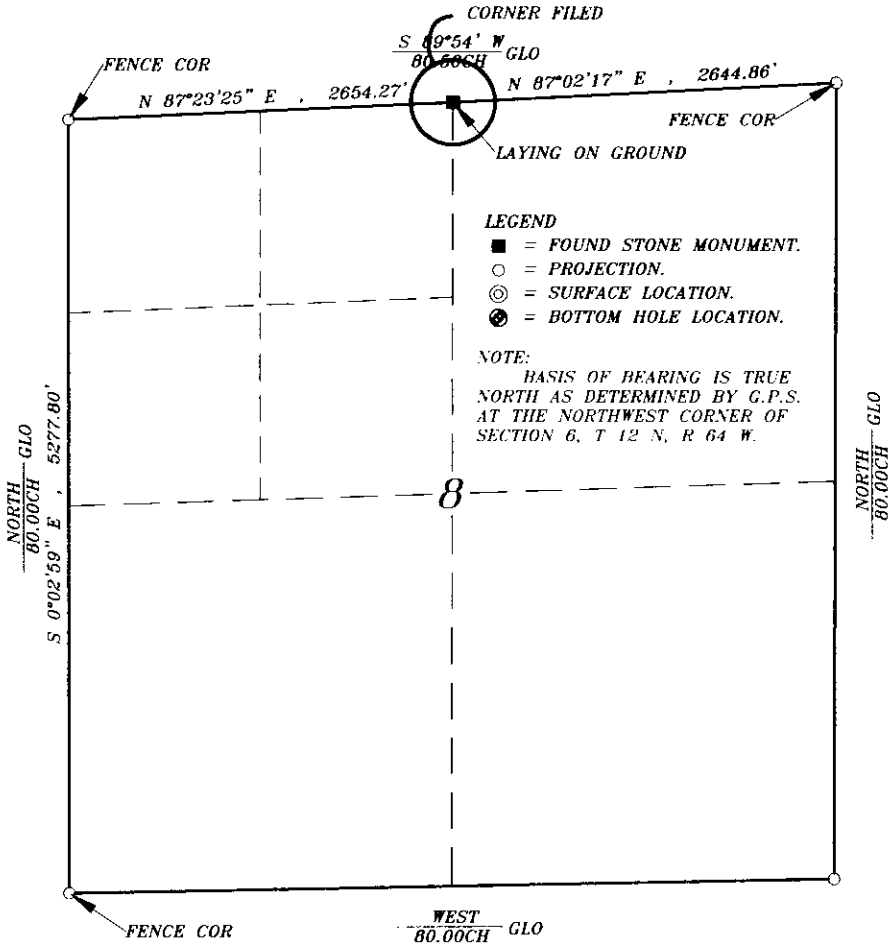 CORNER FILED
S 89°54' W
80.50CH GLO
FENCE COR
N 87°23'25" E , 2654.27'
N 87°02'17" E , 2644.86'
FENCE COR
LAYING ON GROUND
LEGEND
■ = FOUND STONE MONUMENT.
○ = PROJECTION.
◎ = SURFACE LOCATION.
= BOTTOM HOLE LOCATION.
NOTE:
BASIS OF BEARING IS TRUE
NORTH AS DETERMINED BY G.P.S.
AT THE NORTHWEST CORNER OF
SECTION 6, T 12 N, R 64 W.
NORTH
80.00CH GLO
S 0°02'59" E , 5277.80'
NORTH
80.00CH GLO
8
FENCE COR
WEST
80.00CH GLO